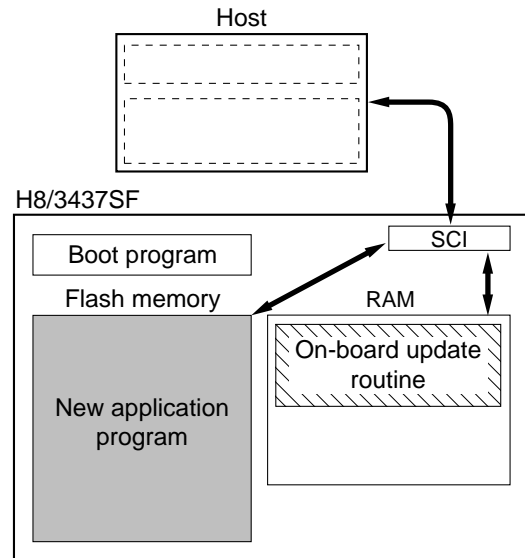 Host
H8/3437SF
SCI
Boot program
Flash memory
RAM
On-board update
routine
New application
program